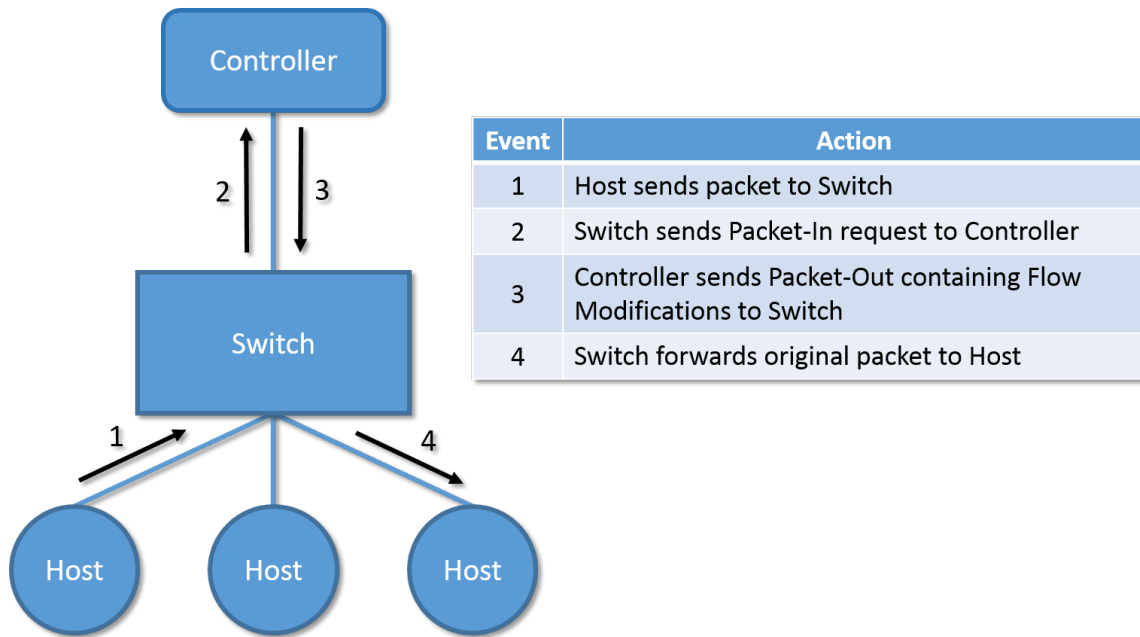 Controller
2
3
Switch
1
4
Host
Host
Host
Event Action
1 Host sends packet to Switch
2 Switch sends Packet-In request to Controller
3 Controller sends Packet-Out containing Flow
Modifications to Switch
4 Switch forwards original packet to Host